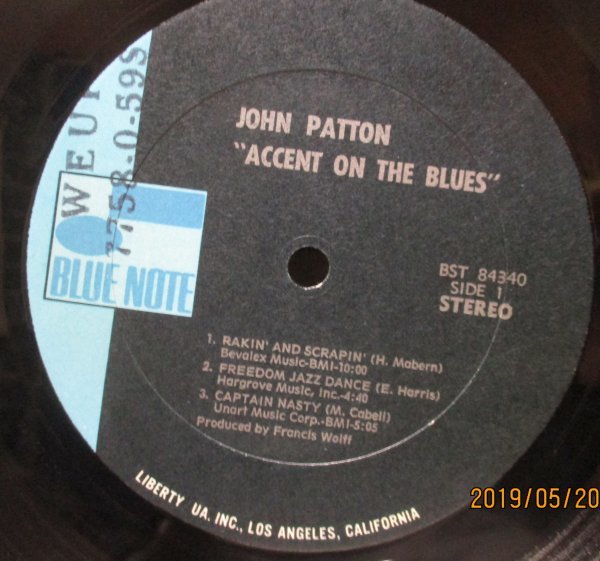 JOHN PATTON
"ACCENT ON THE BLUES"
WEUP
7758-0-59S
BLUE NOTE
BST 84340
SIDE 1
STEREO
1. RAKIN' AND SCRAPIN' (H. Mabern)
Bevalex Music-BMI-10:00
2. FREEDOM JAZZ DANCE (E. Harris)
Hargrove Music, Inc.-4:40
3. CAPTAIN NASTY (M. Cabell)
Unart Music Corp.-BMI-5:05
Produced by Francis Wolff
LIBERTY UA. INC., LOS ANGELES, CALIFORNIA
2019/05/20